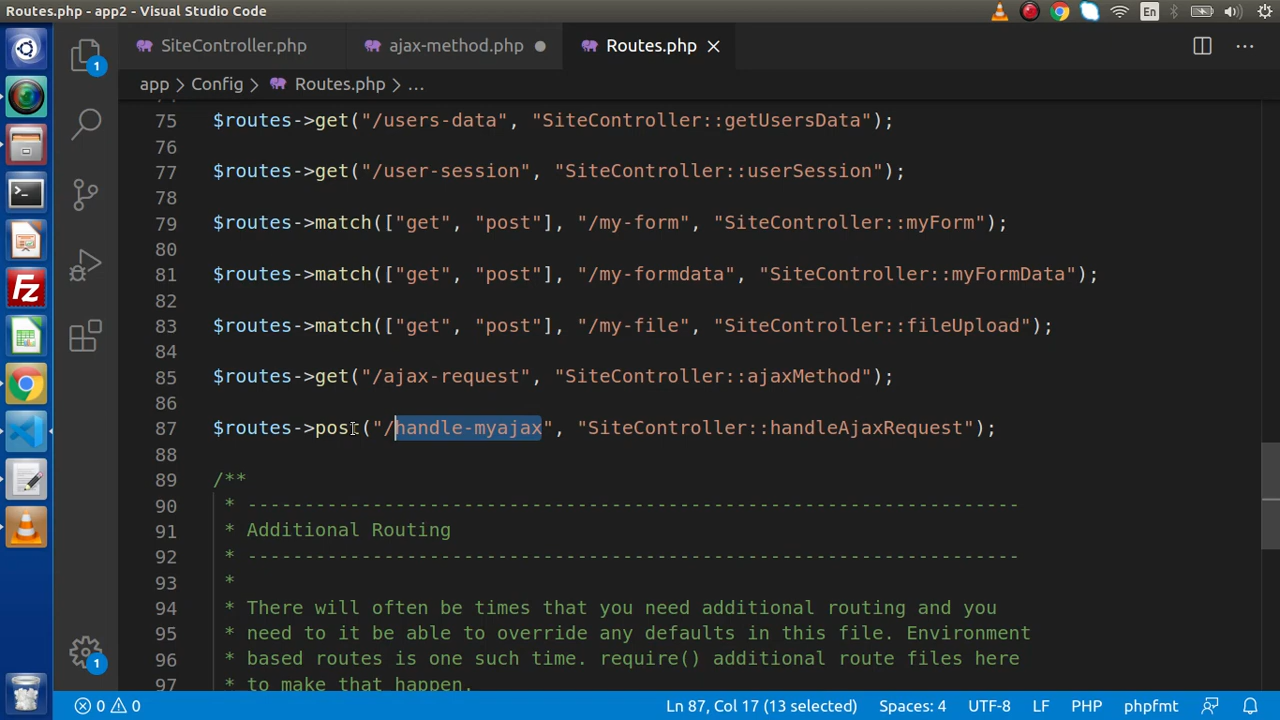 Routes.php - app2 - Visual Studio Code
En
SiteController.php
ajax-method.php
Routes.php
app > Config > Routes.php > ...
75 $routes->get("/users-data", "SiteController::getUsersData");
76
77 $routes->get("/user-session", "SiteController::userSession");
78
79 $routes->match(["get", "post"], "/my-form", "SiteController::myForm");
80
81 $routes->match(["get", "post"], "/my-formdata", "SiteController::myFormData");
82
83 $routes->match(["get", "post"], "/my-file", "SiteController::fileUpload");
84
85 $routes->get("/ajax-request", "SiteController::ajaxMethod");
86
87 $routes->post("/handle-myajax", "SiteController::handleAjaxRequest");
88
89 /**
90 * --------------------------------------------------------------------
91 * Additional Routing
92 * --------------------------------------------------------------------
93 *
94 * There will often be times that you need additional routing and you
95 * need to it be able to override any defaults in this file. Environment
96 * based routes is one such time. require() additional route files here
97 * to make that happen.
1
1
Fz
0 0
Ln 87, Col 17 (13 selected)
Spaces: 4
UTF-8
LF
PHP
phpfmt